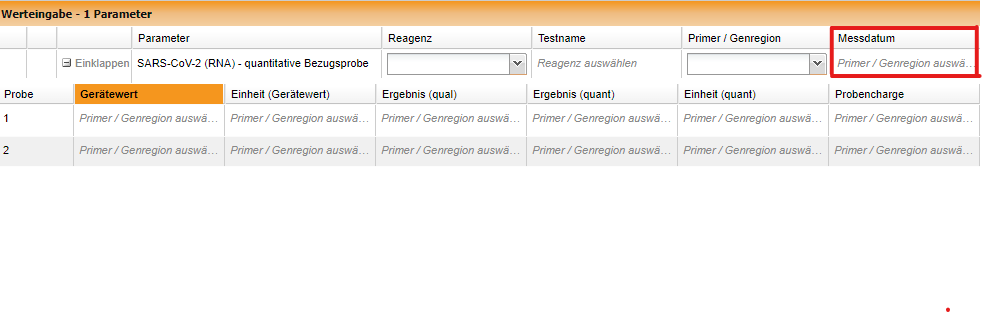 Werteingabe - 1 Parameter
Parameter Reagenz Testname Primer / Genregion Messdatum
Einklappen SARS-CoV-2 (RNA) - quantitative Bezugsprobe Reagenz auswählen Primer / Genregion auswä...
Probe Gerätewert Einheit (Gerätewert) Ergebnis (qual) Ergebnis (quant) Einheit (quant) Probencharge
1 Primer / Genregion auswä... Primer / Genregion auswä... Primer / Genregion auswä... Primer / Genregion auswä... Primer / Genregion auswä... Primer / Genregion auswä...
2 Primer / Genregion auswä... Primer / Genregion auswä... Primer / Genregion auswä... Primer / Genregion auswä... Primer / Genregion auswä... Primer / Genregion auswä...